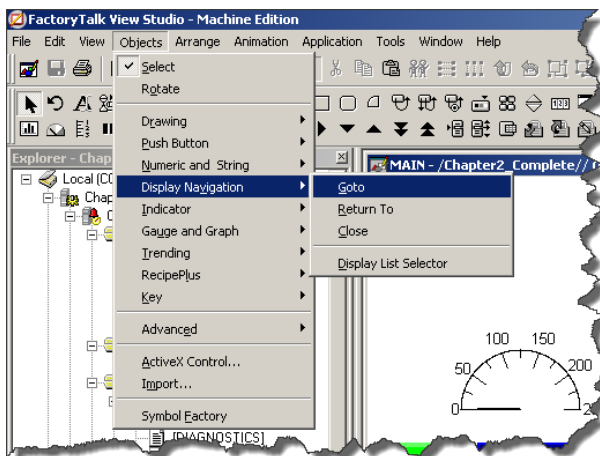 FactoryTalk View Studio - Machine Edition
File Edit View Objects Arrange Animation Application Tools Window Help
Select
Rotate
Drawing
Push Button
Numeric and String
Display Navigation
Indicator
Gauge and Graph
Trending
RecipePlus
Key
Advanced
ActiveX Control...
Import...
Symbol Factory
Goto
Return To
Close
Display List Selector
Explorer - Chap
Local (CC
Chap
C
MAIN - /Chapter2_Complete//
0
50
100
150
200
[DIAGNOSTICS]